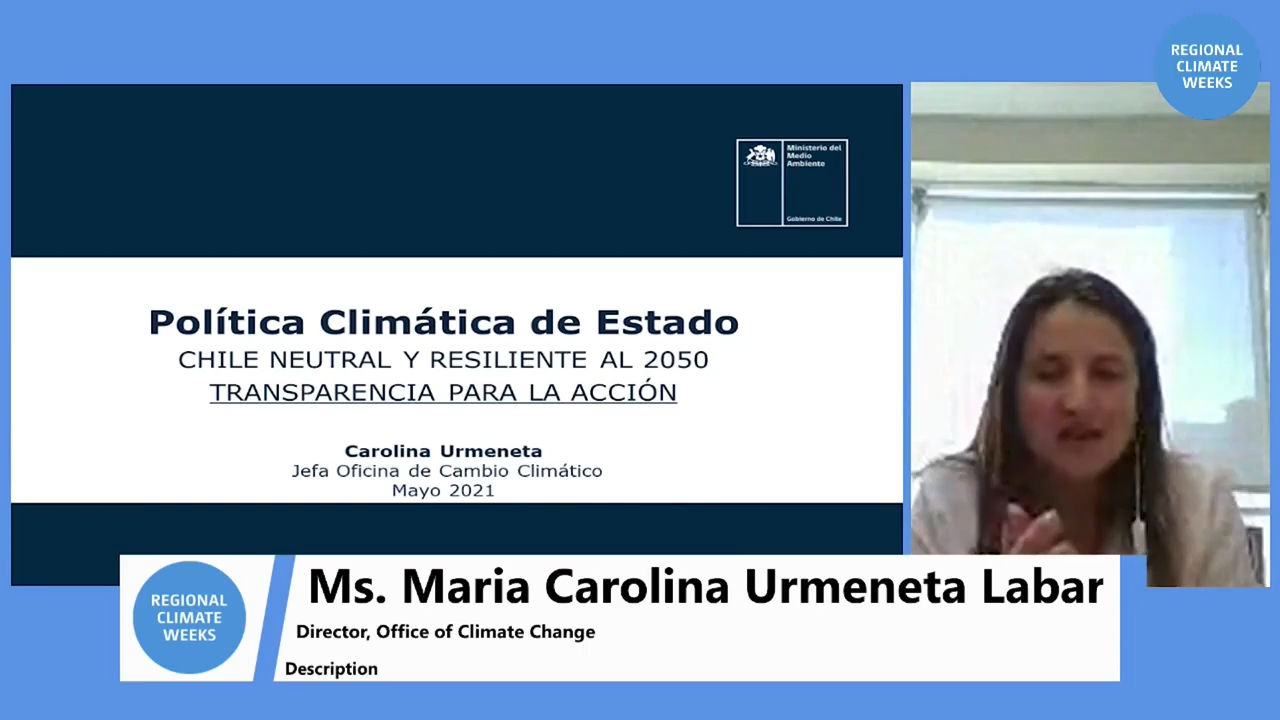 REGIONAL
CLIMATE
WEEKS
Ministerio del
Medio
Ambiente
Gobierno de Chile
Política Climática de Estado
CHILE NEUTRAL Y RESILIENTE AL 2050
TRANSPARENCIA PARA LA ACCIÓN
Carolina Urmeneta
Jefa Oficina de Cambio Climático
Mayo 2021
REGIONAL
CLIMATE
WEEKS
Ms. Maria Carolina Urmeneta Labar
Director, Office of Climate Change
Description